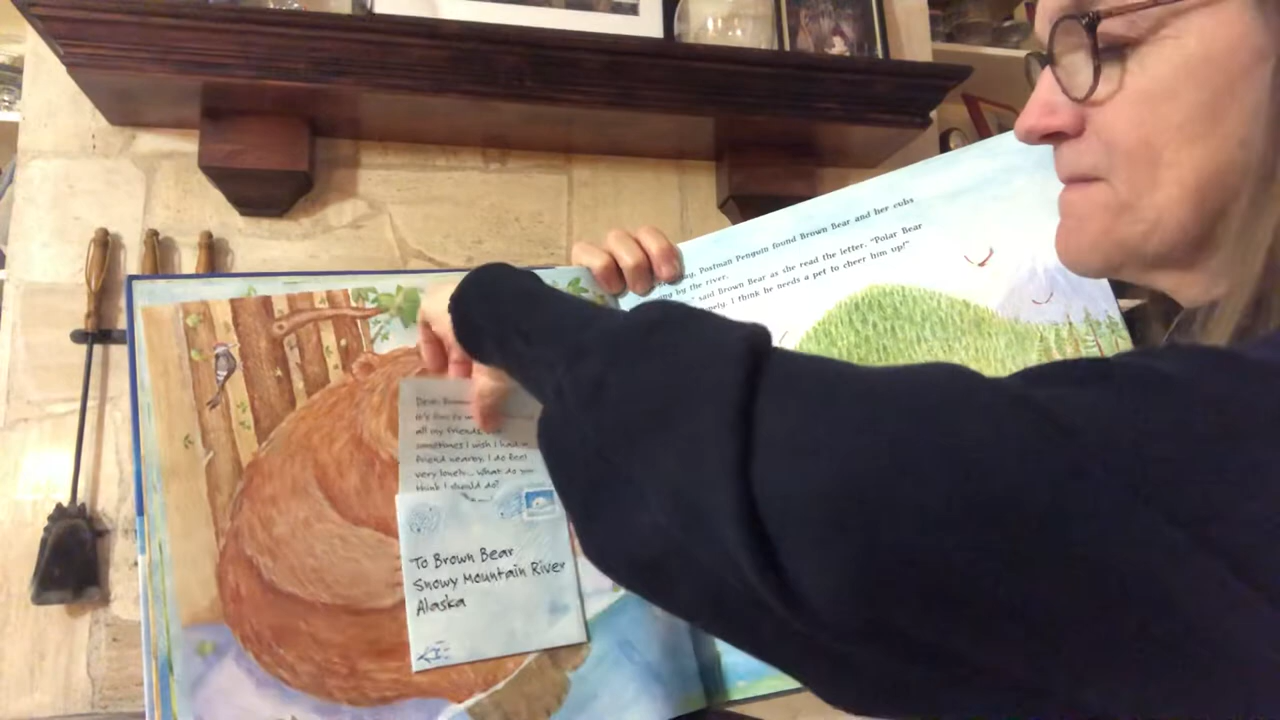 Dear
it's fun to
all my friends,
sometimes I wish I had a
friend nearby. I do feel
very lonely... What do you
think I should do?
To Brown Bear
Snowy Mountain River
Alaska
Postman Penguin found Brown Bear and her cubs
by the river.
said Brown Bear as she read the letter. "Polar Bear
I think he needs a pet to cheer him up!"